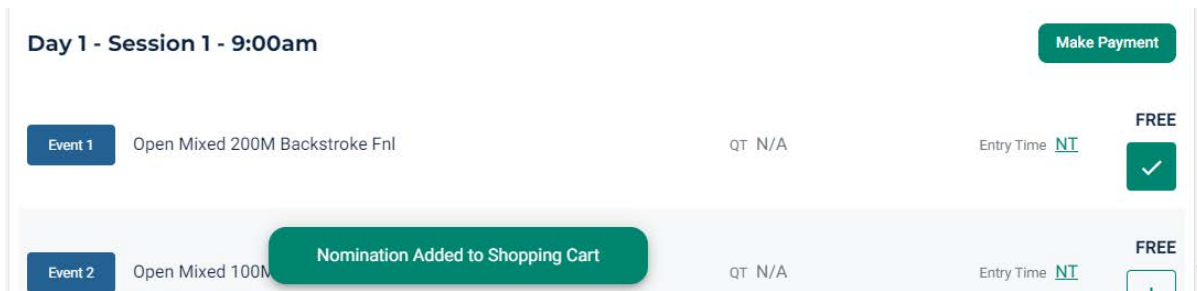 Day 1 - Session 1 - 9:00am
Make Payment
FREE
Event 1 Open Mixed 200M Backstroke Fnl QT N/A Entry Time NT
Nomination Added to Shopping Cart
FREE
Event 2 Open Mixed 100M QT N/A Entry Time NT